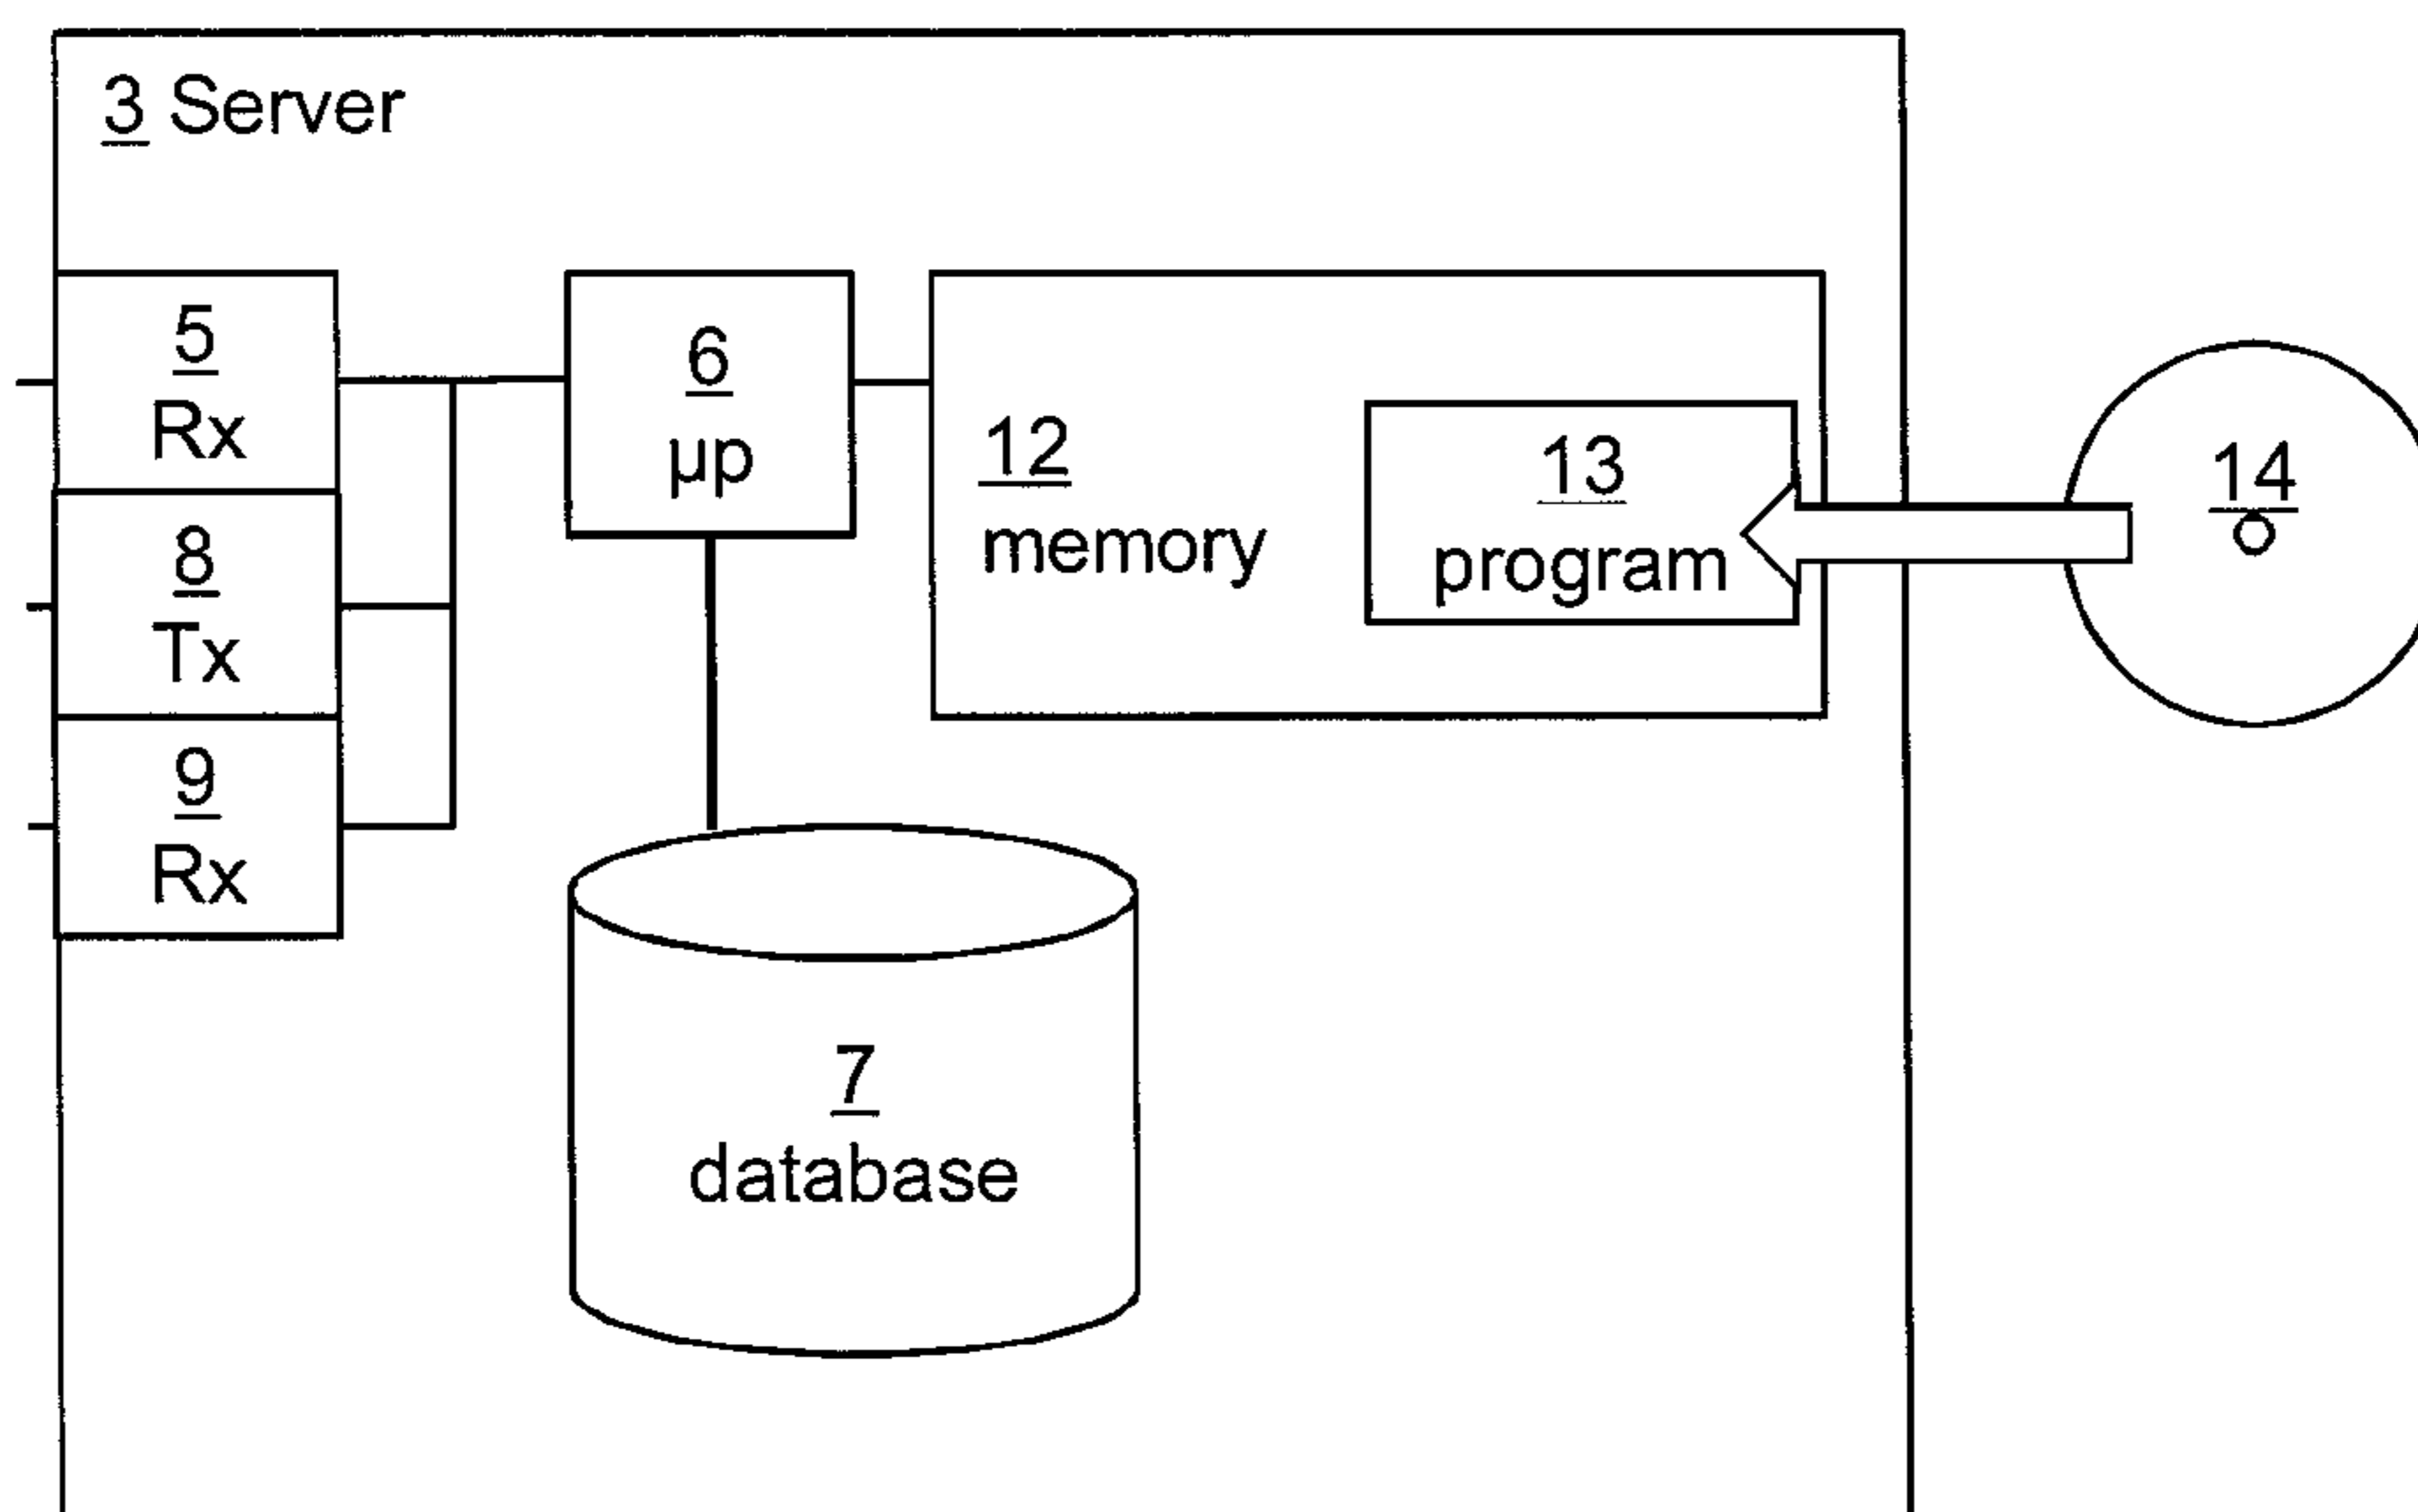 3 Server
5
Rx
6
µp
12
memory
13
program
14
8
Tx
9
Rx
7
database